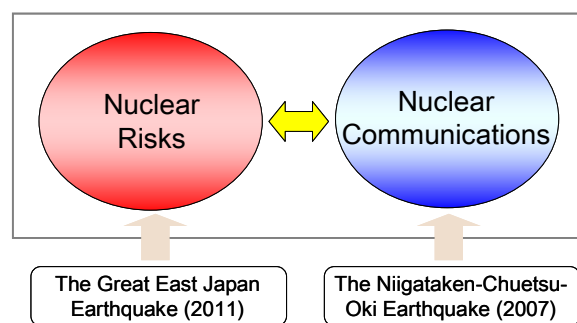 Nuclear
Risks
Nuclear
Communications
The Great East Japan
Earthquake (2011)
The Niigataken-Chuetsu-
Oki Earthquake (2007)